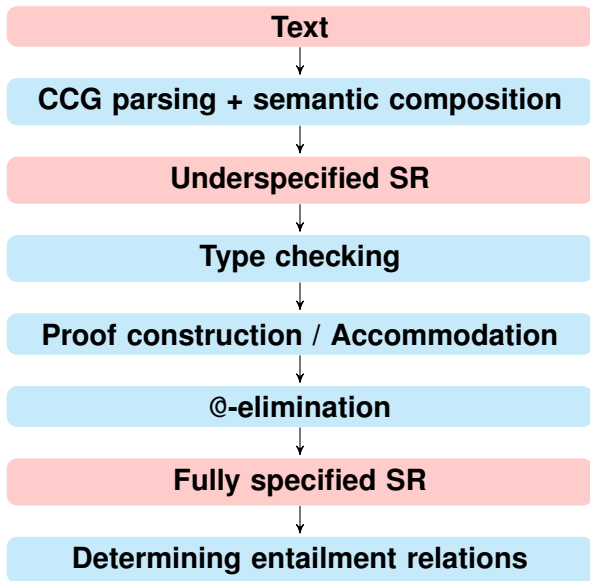 Text
CCG parsing + semantic composition
Underspecified SR
Type checking
Proof construction / Accommodation
@-elimination
Fully specified SR
Determining entailment relations